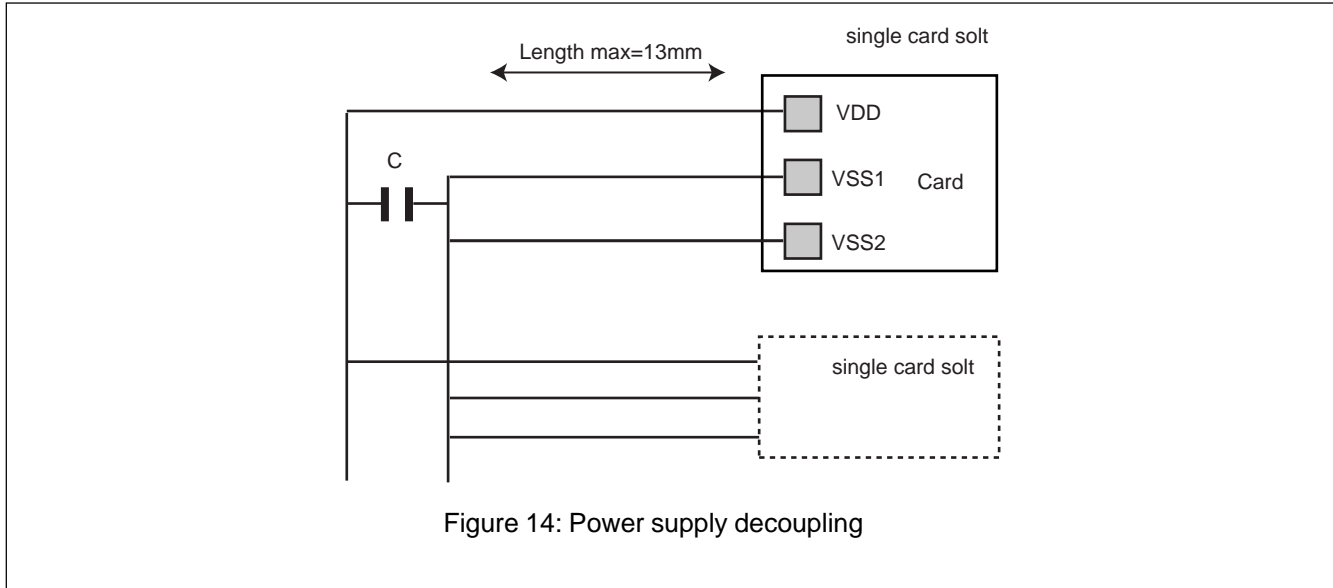 single card solt
Length max=13mm
VDD
C
VSS1
Card
VSS2
single card solt
Figure 14: Power supply decoupling